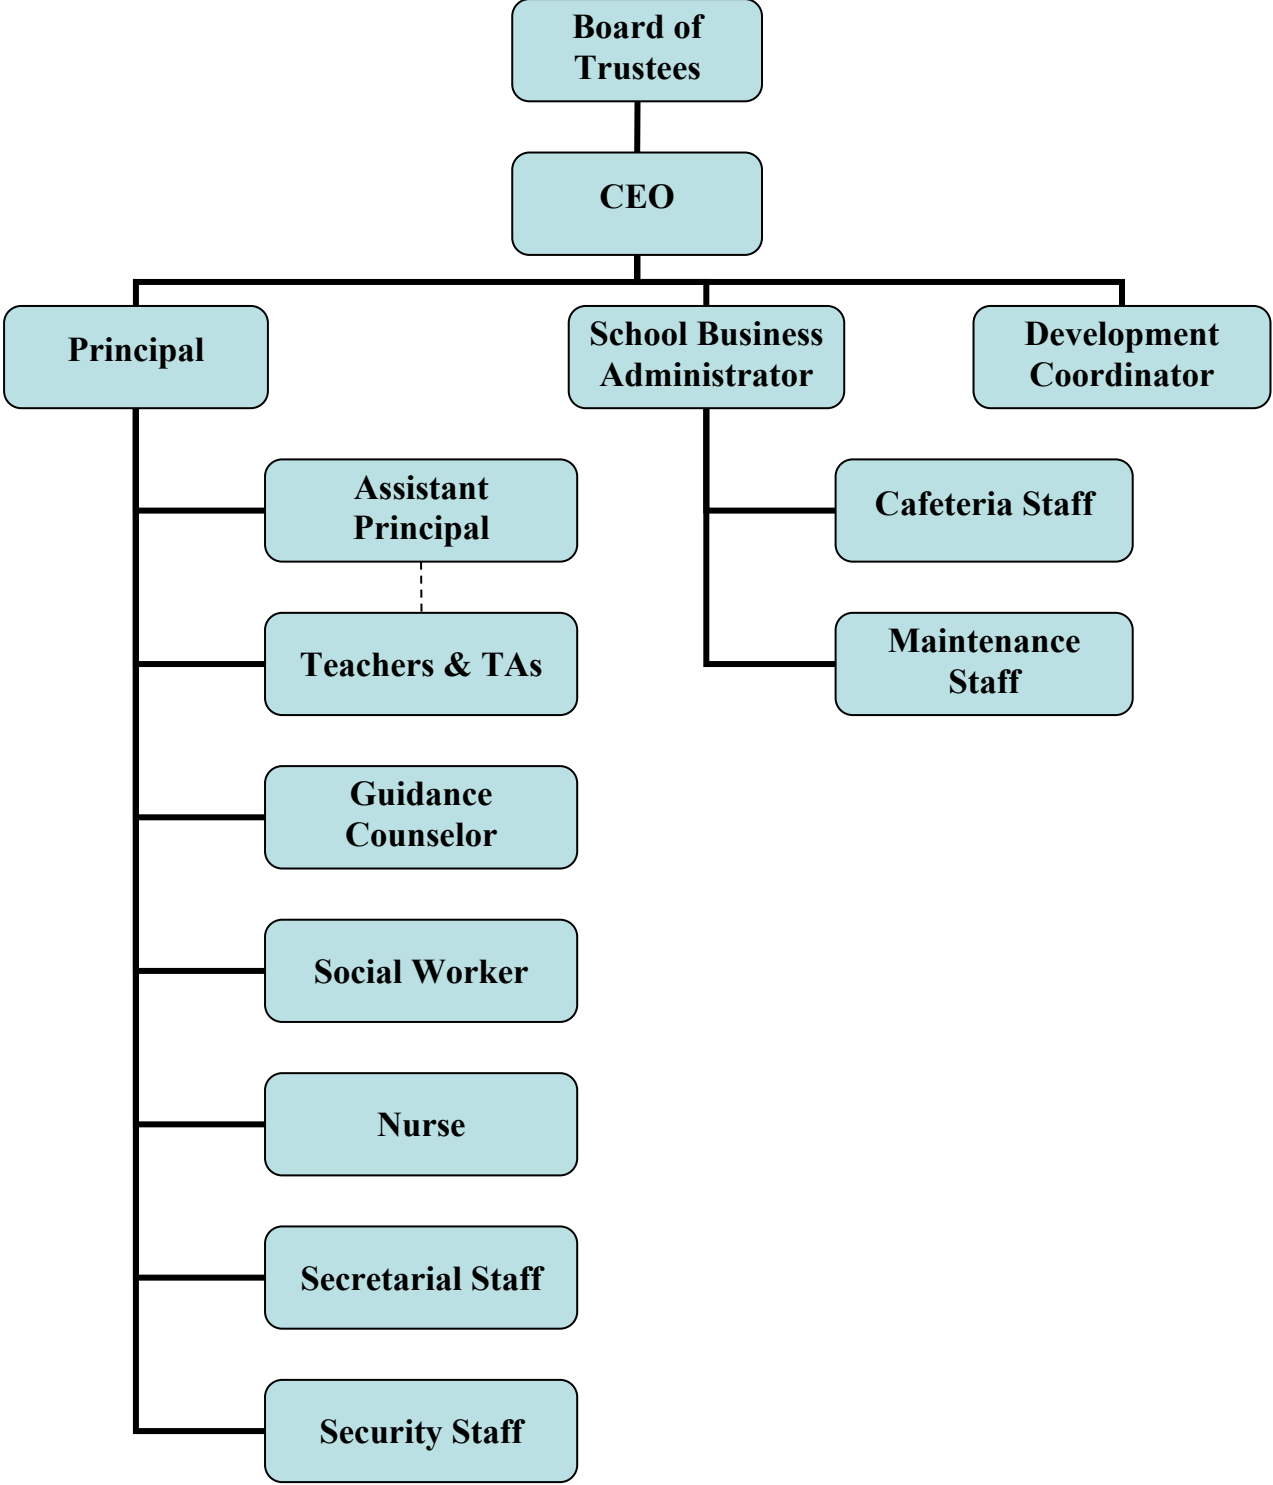 Board of
Trustees
CEO
Principal
School Business
Administrator
Development
Coordinator
Assistant
Principal
Cafeteria Staff
Teachers & TAs
Maintenance
Staff
Guidance
Counselor
Social Worker
Nurse
Secretarial Staff
Security Staff